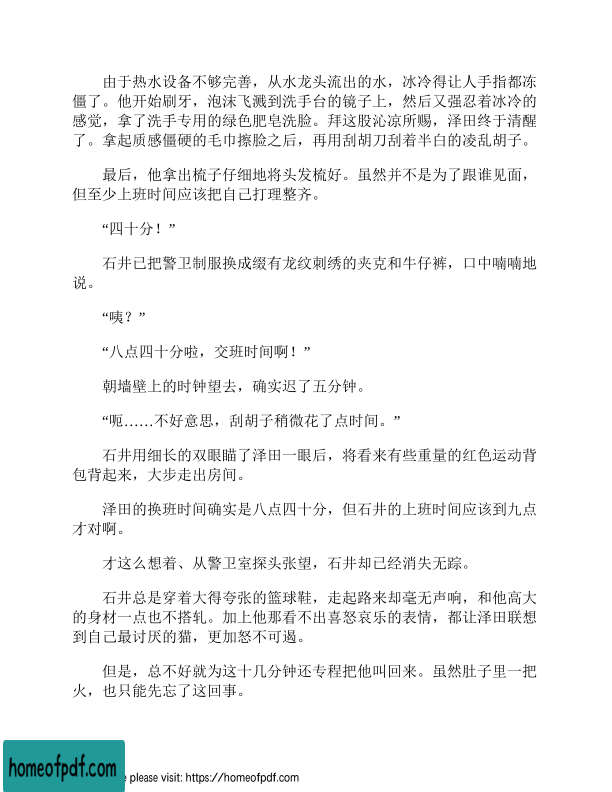 由于热水设备不够完善，从水龙头流出的水，冰冷得让人手指都冻
僵了。他开始刷牙，泡沫飞溅到洗手台的镜子上，然后又强忍着冰冷的
感觉，拿了洗手专用的绿色肥皂洗脸。拜这股沁凉所赐，泽田终于清醒
了。拿起质感僵硬的毛巾擦脸之后，再用刮胡刀刮着半白的凌乱胡子。
最后，他拿出梳子仔细地将头发梳好。虽然并不是为了跟谁见面，
但至少上班时间应该把自己打理整齐。
“四十分！”
石井已把警卫制服换成缀有龙纹刺绣的夹克和牛仔裤，口中喃喃地
说。
“咦？”
“八点四十分啦，交班时间啊！”
朝墙壁上的时钟望去，确实迟了五分钟。
“呃……不好意思，刮胡子稍微花了点时间。”
石井用细长的双眼瞄了泽田一眼后，将看来有些重量的红色运动背
包背起来，大步走出房间。
泽田的换班时间确实是八点四十分，但石井的上班时间应该到九点
才对啊。
才这么想着、从警卫室探头张望，石井却已经消失无踪。
石井总是穿着大得夸张的篮球鞋，走起路来却毫无声响，和他高大
的身材一点也不搭轧。加上他那看不出喜怒哀乐的表情，都让泽田联想
到自己最讨厌的猫，更加怒不可遏。
但是，总不好就为这十几分钟还专程把他叫回来。虽然肚子里一把
火，也只能先忘了这回事。
homeofpdf.com
e please visit: https://homeofpdf.com